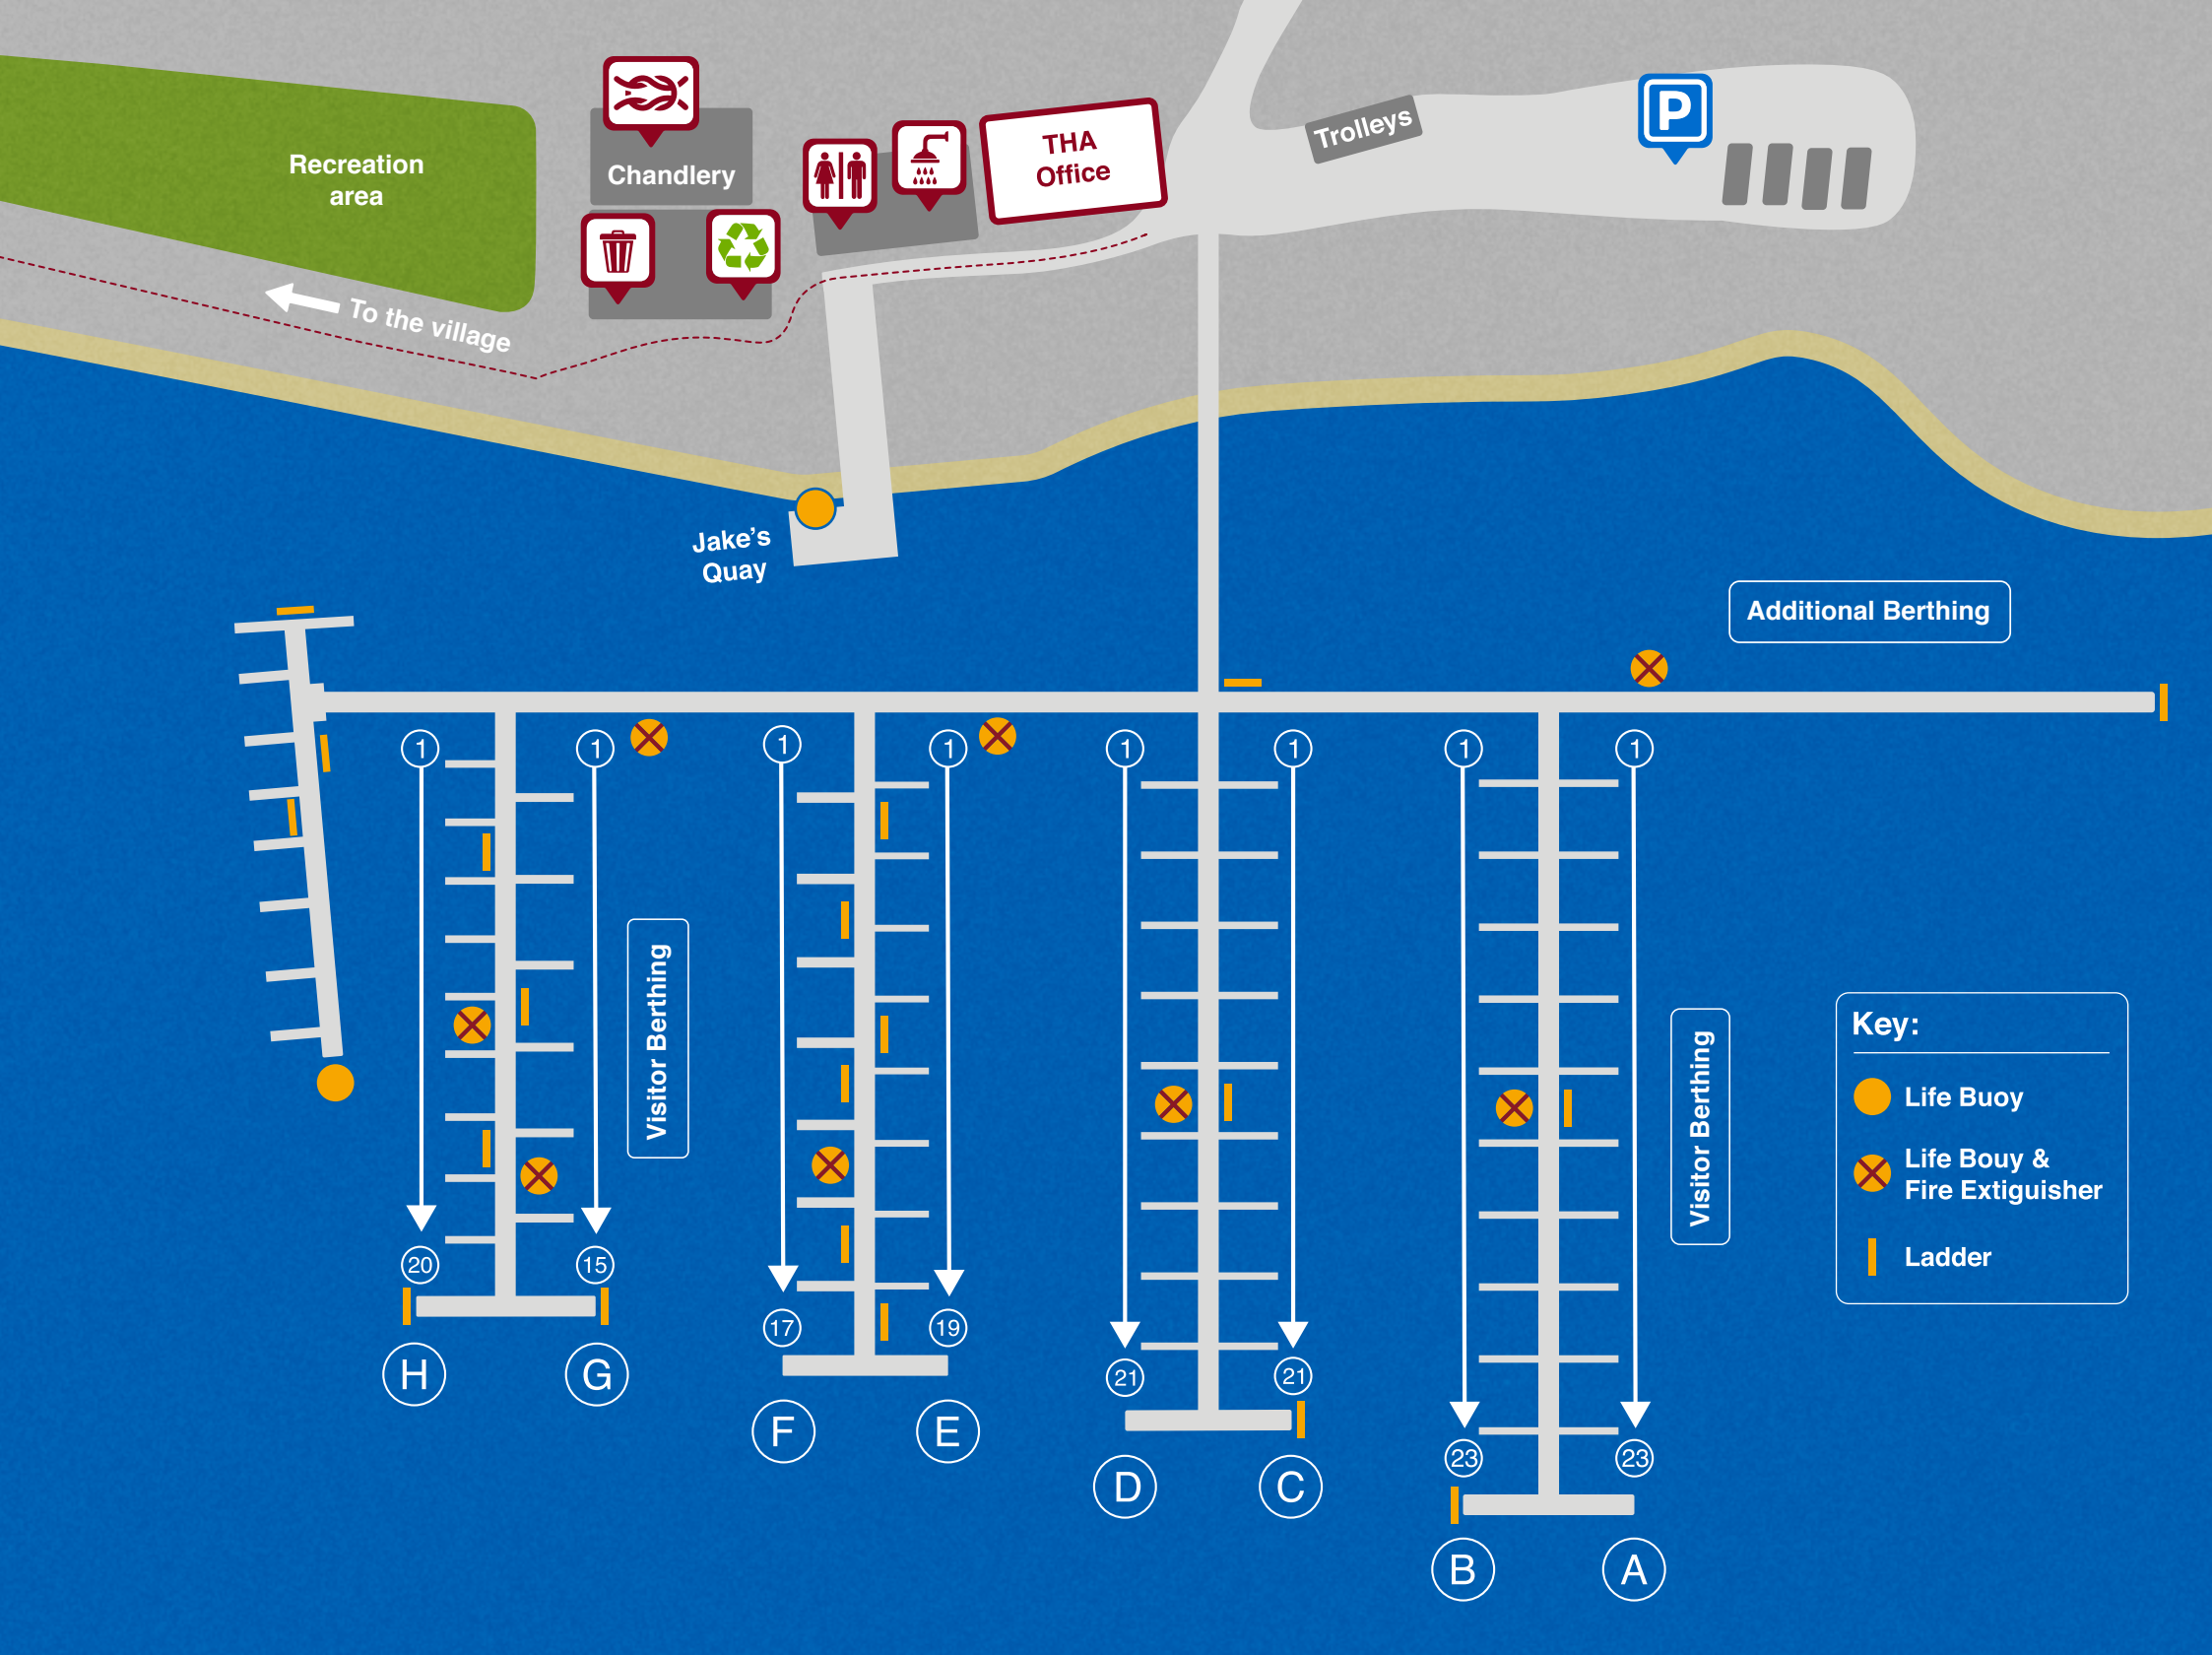 Recreation
area
Chandlery
THA
Office
Trolleys
P
To the village
Jake's
Quay
Additional Berthing
1
1
1
1
1
1
1
1
Visitor Berthing
Visitor Berthing
Key:
Life Buoy
Life Bouy &
Fire Extiguisher
Ladder
20
15
17
19
21
21
23
23
H
G
F
E
D
C
B
A